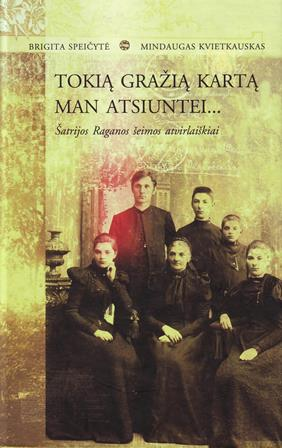 BRIGITA SPEIČYTĖ MINDAUGAS KVIETKAUSKAS
TOKIĄ GRAŽIĄ KARTĄ
MAN ATSIUNTEI...
Šatrijos Raganos šeimos atvirlaiškiai